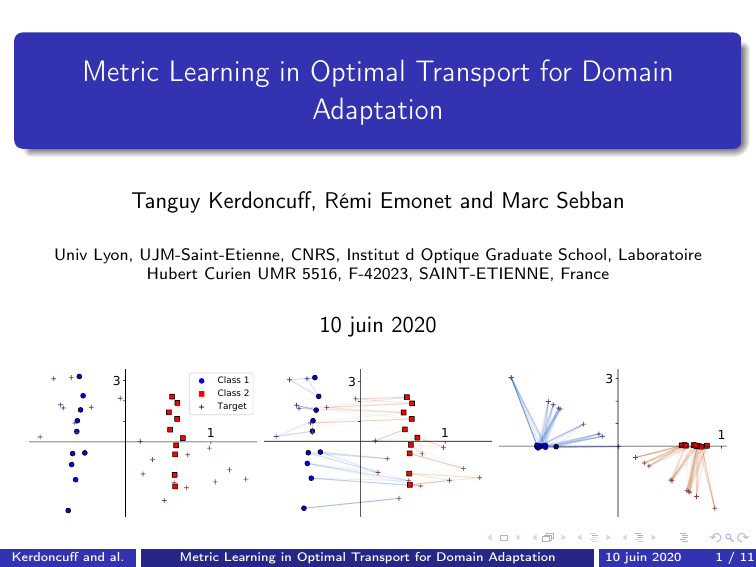 Metric Learning in Optimal Transport for Domain
Adaptation
Tanguy Kerdoncuff, Rémi Emonet and Marc Sebban
Univ Lyon, UJM-Saint-Etienne, CNRS, Institut d Optique Graduate School, Laboratoire
Hubert Curien UMR 5516, F-42023, SAINT-ETIENNE, France
10 juin 2020
3
Class 1
Class 2
Target
1
3
1
3
1
Kerdoncuff and al.
Metric Learning in Optimal Transport for Domain Adaptation
10 juin 2020
1 / 11